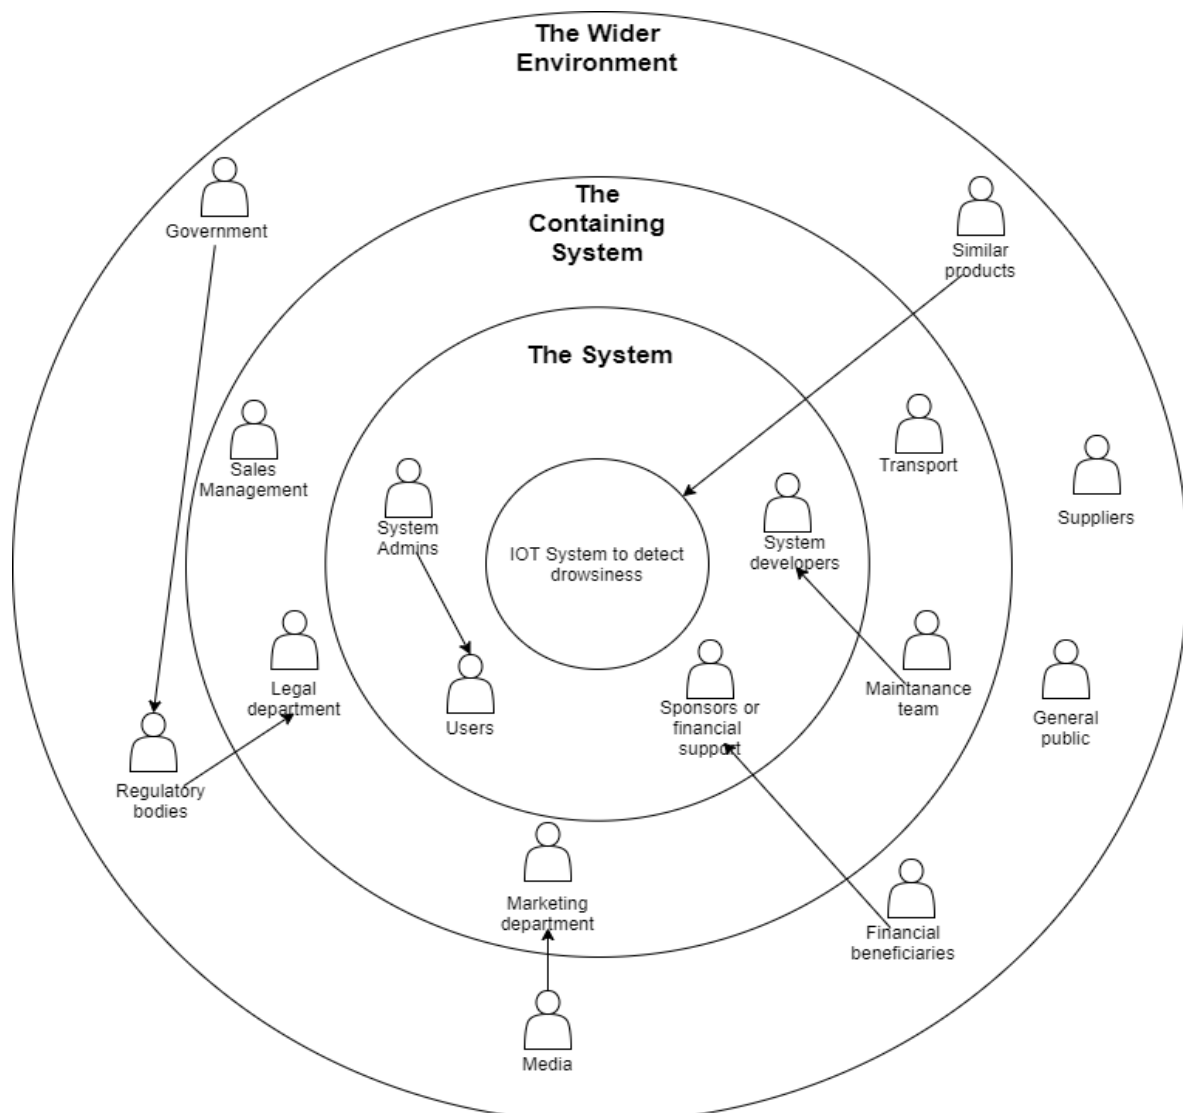 The Wider
Environment
Government
The
Containing
System
Similar
products
The System
Sales
Management
Transport
Suppliers
System
Admins
IOT System to detect
drowsiness
System
developers
Legal
department
Users
Sponsors or
financial
support
Maintanance
team
General
public
Regulatory
bodies
Marketing
department
Financial
beneficiaries
Media